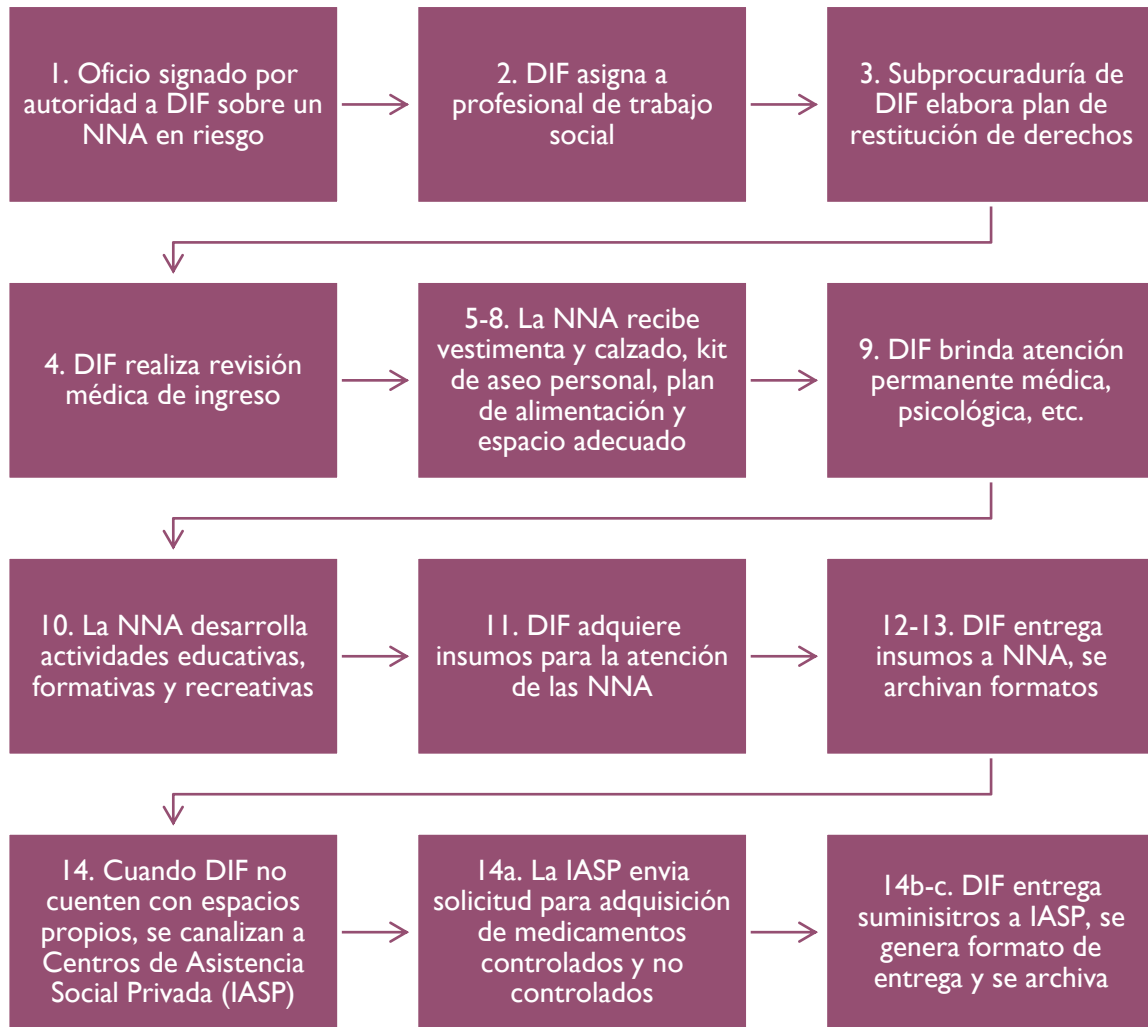 1. Oficio signado por
autoridad a DIF sobre un
NNA en riesgo
2. DIF asigna a
profesional de trabajo
social
3. Subprocuraduría de
DIF elabora plan de
restitución de derechos
4. DIF realiza revisión
médica de ingreso
5-8. La NNA recibe
vestimenta y calzado, kit
de aseo personal, plan
de alimentación y
espacio adecuado
9. DIF brinda atención
permanente médica,
psicológica, etc.
10. La NNA desarrolla
actividades educativas,
formativas y recreativas
11. DIF adquiere
insumos para la atención
de las NNA
12-13. DIF entrega
insumos a NNA, se
archivan formatos
14. Cuando DIF no
cuenten con espacios
propios, se canalizan a
Centros de Asistencia
Social Privada (IASP)
14a. La IASP envia
solicitud para adquisición
de medicamentos
controlados y no
controlados
14b-c. DIF entrega
suminisitros a IASP, se
genera formato de
entrega y se archiva